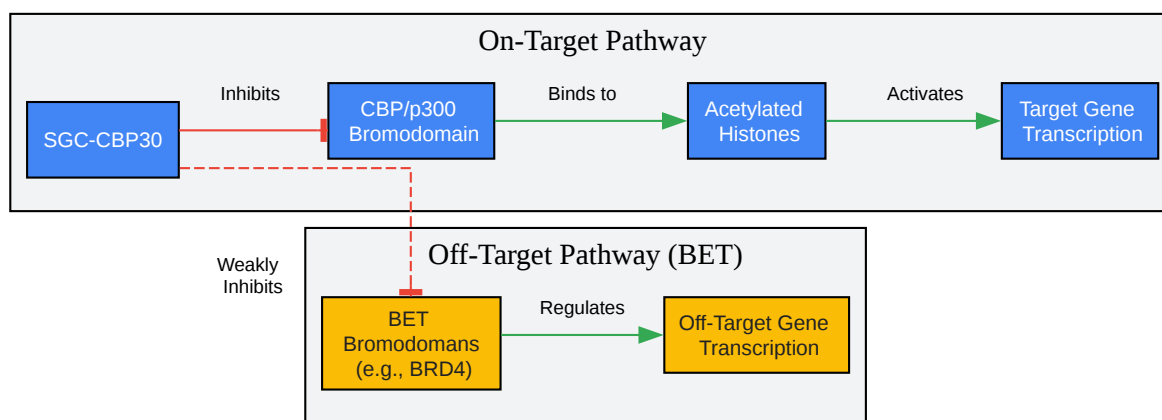 On-Target Pathway
Inhibits
Binds to
Activates
SGC-CBP30
CBP/p300
Bromodomain
Acetylated
Histones
Target Gene
Transcription
Off-Target Pathway (BET)
Weakly
Inhibits
BET
Bromodomans
(e.g., BRD4)
Regulates
Off-Target Gene
Transcription